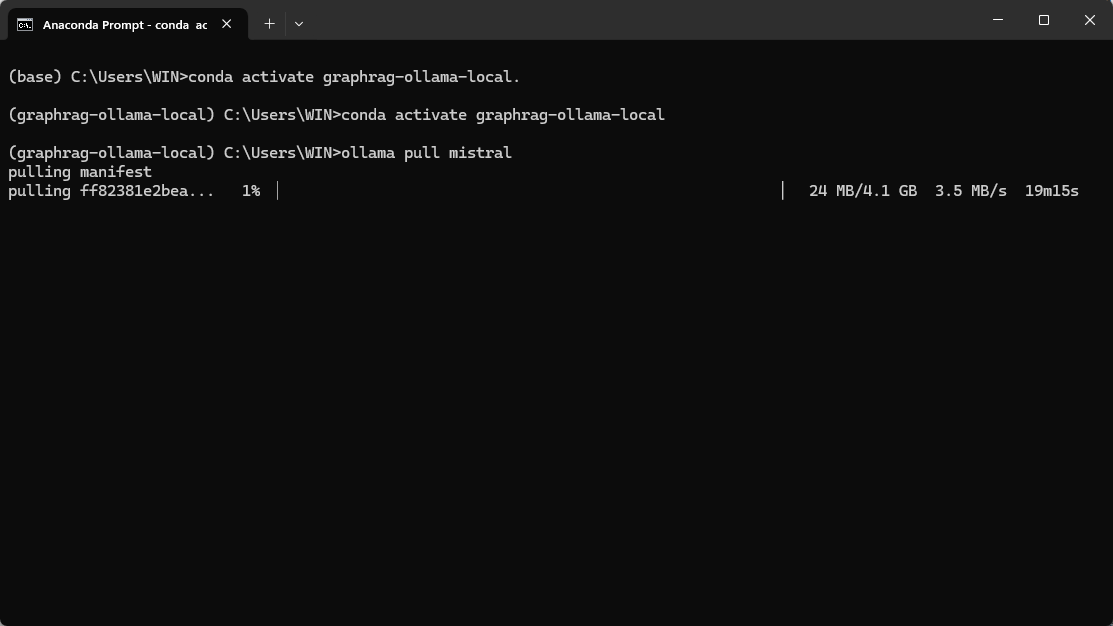 Anaconda Prompt - conda ac
(base) C:\Users\WIN>conda activate graphrag-ollama-local.
(graphrag-ollama-local) C:\Users\WIN>conda activate graphrag-ollama-local
(graphrag-ollama-local) C:\Users\WIN>ollama pull mistral
pulling manifest
pulling ff82381e2bea... 1% 24 MB/4.1 GB 3.5 MB/s 19m15s